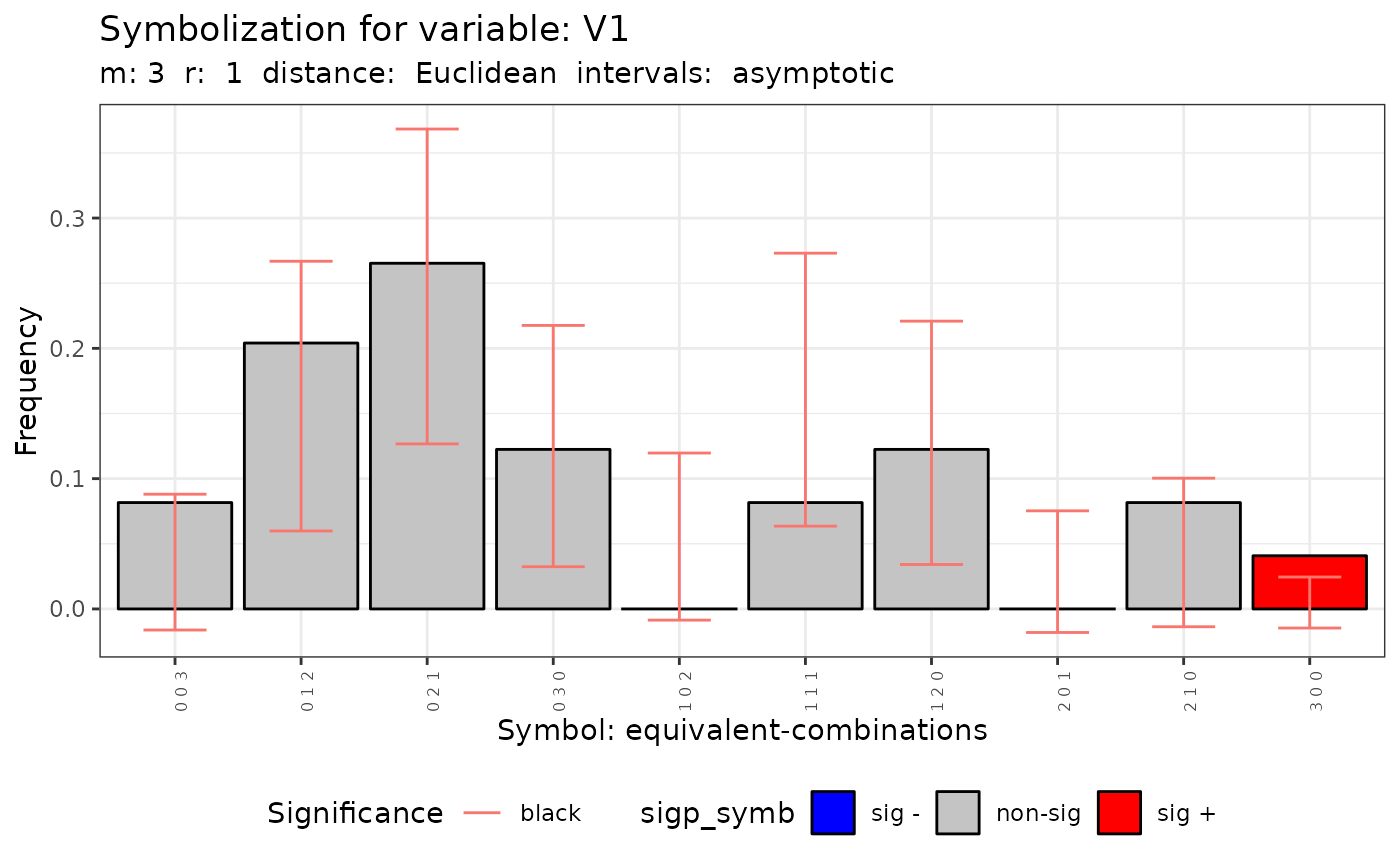 Symbolization for variable: V1
m: 3 r: 1 distance: Euclidean intervals: asymptotic
Frequency
0.3
0.2
0.1
0.0
0 0 3
0 1 2
0 2 1
0 3 0
1 0 2
1 1 1
1 2 0
2 0 1
2 1 0
3 0 0
Symbol: equivalent-combinations
Significance black sigp_symb sig - non-sig sig +